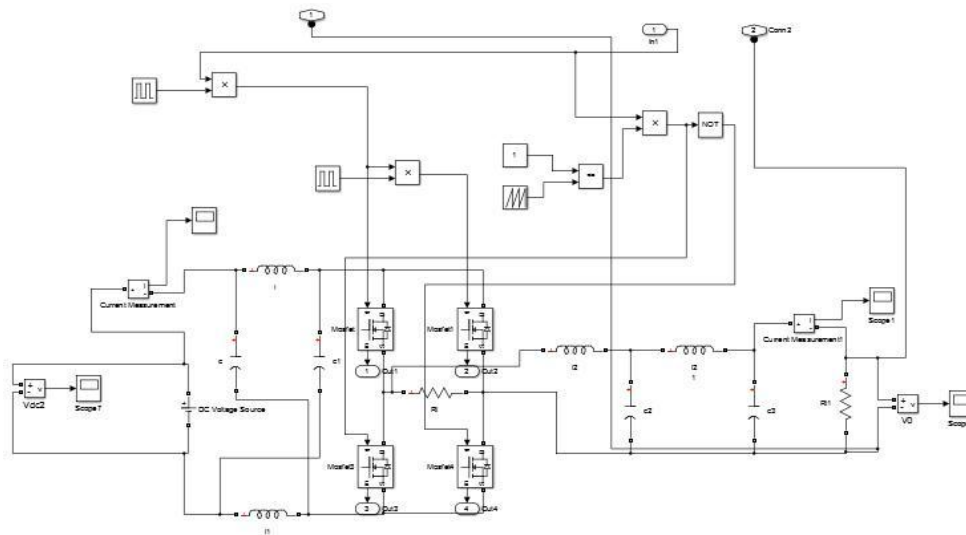 1
1
In1
2
Conn2
×
×
NOT
1
×
Current Measurement
l
Mosfet
Mosfet1
c
c1
1
Out1
2
Out2
l2
l2
1
Current Measurement1
Scope1
Vdc2
Scope7
DC Voltage Source
Rl
c2
c3
Rl1
V0
Scope
Mosfet3
Mosfet4
3
Out3
4
Out4
l1